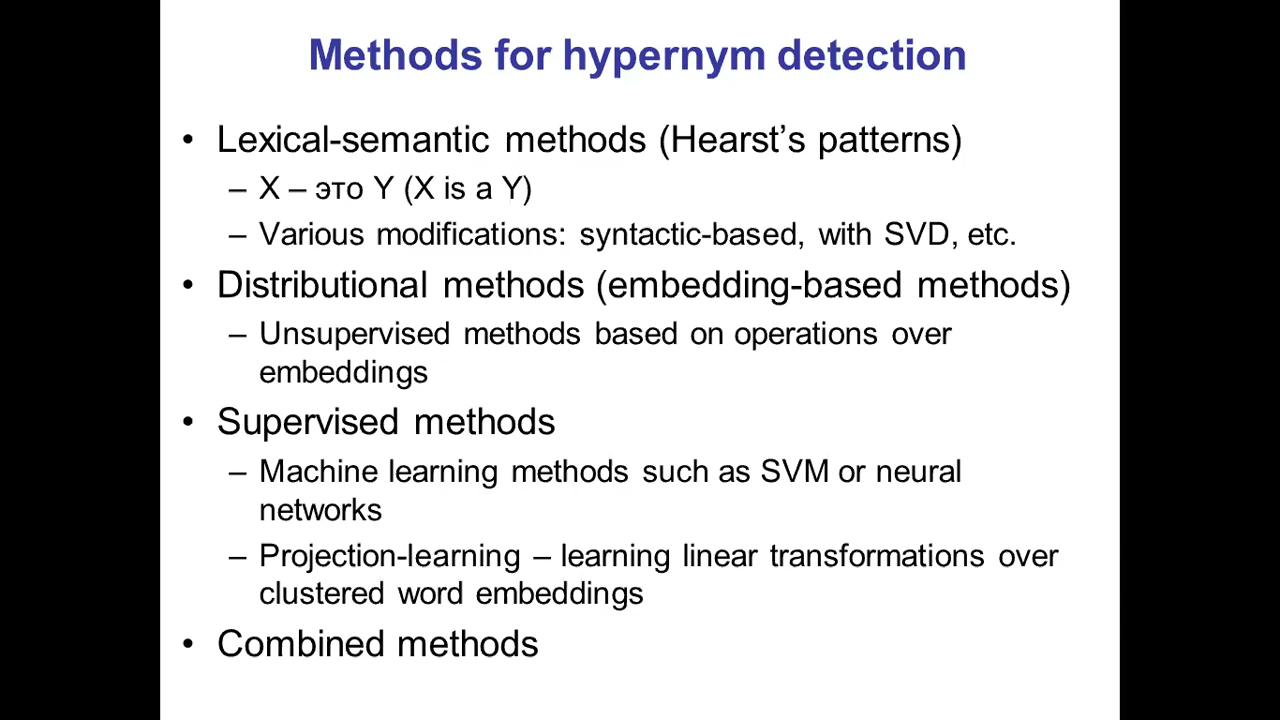 Methods for hypernym detection
• Lexical-semantic methods (Hearst's patterns)
– X – это Y (X is a Y)
– Various modifications: syntactic-based, with SVD, etc.
• Distributional methods (embedding-based methods)
– Unsupervised methods based on operations over
embeddings
• Supervised methods
– Machine learning methods such as SVM or neural
networks
– Projection-learning – learning linear transformations over
clustered word embeddings
• Combined methods